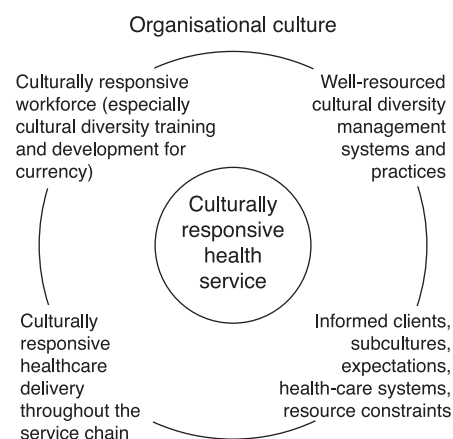 Organisational culture
Culturally responsive
workforce (especially
cultural diversity training
and development for
currency)
Well-resourced
cultural diversity
management
systems and
practices
Culturally
responsive
health
service
Culturally
responsive
healthcare
delivery
throughout the
service chain
Informed clients,
subcultures,
expectations,
health-care systems,
resource constraints